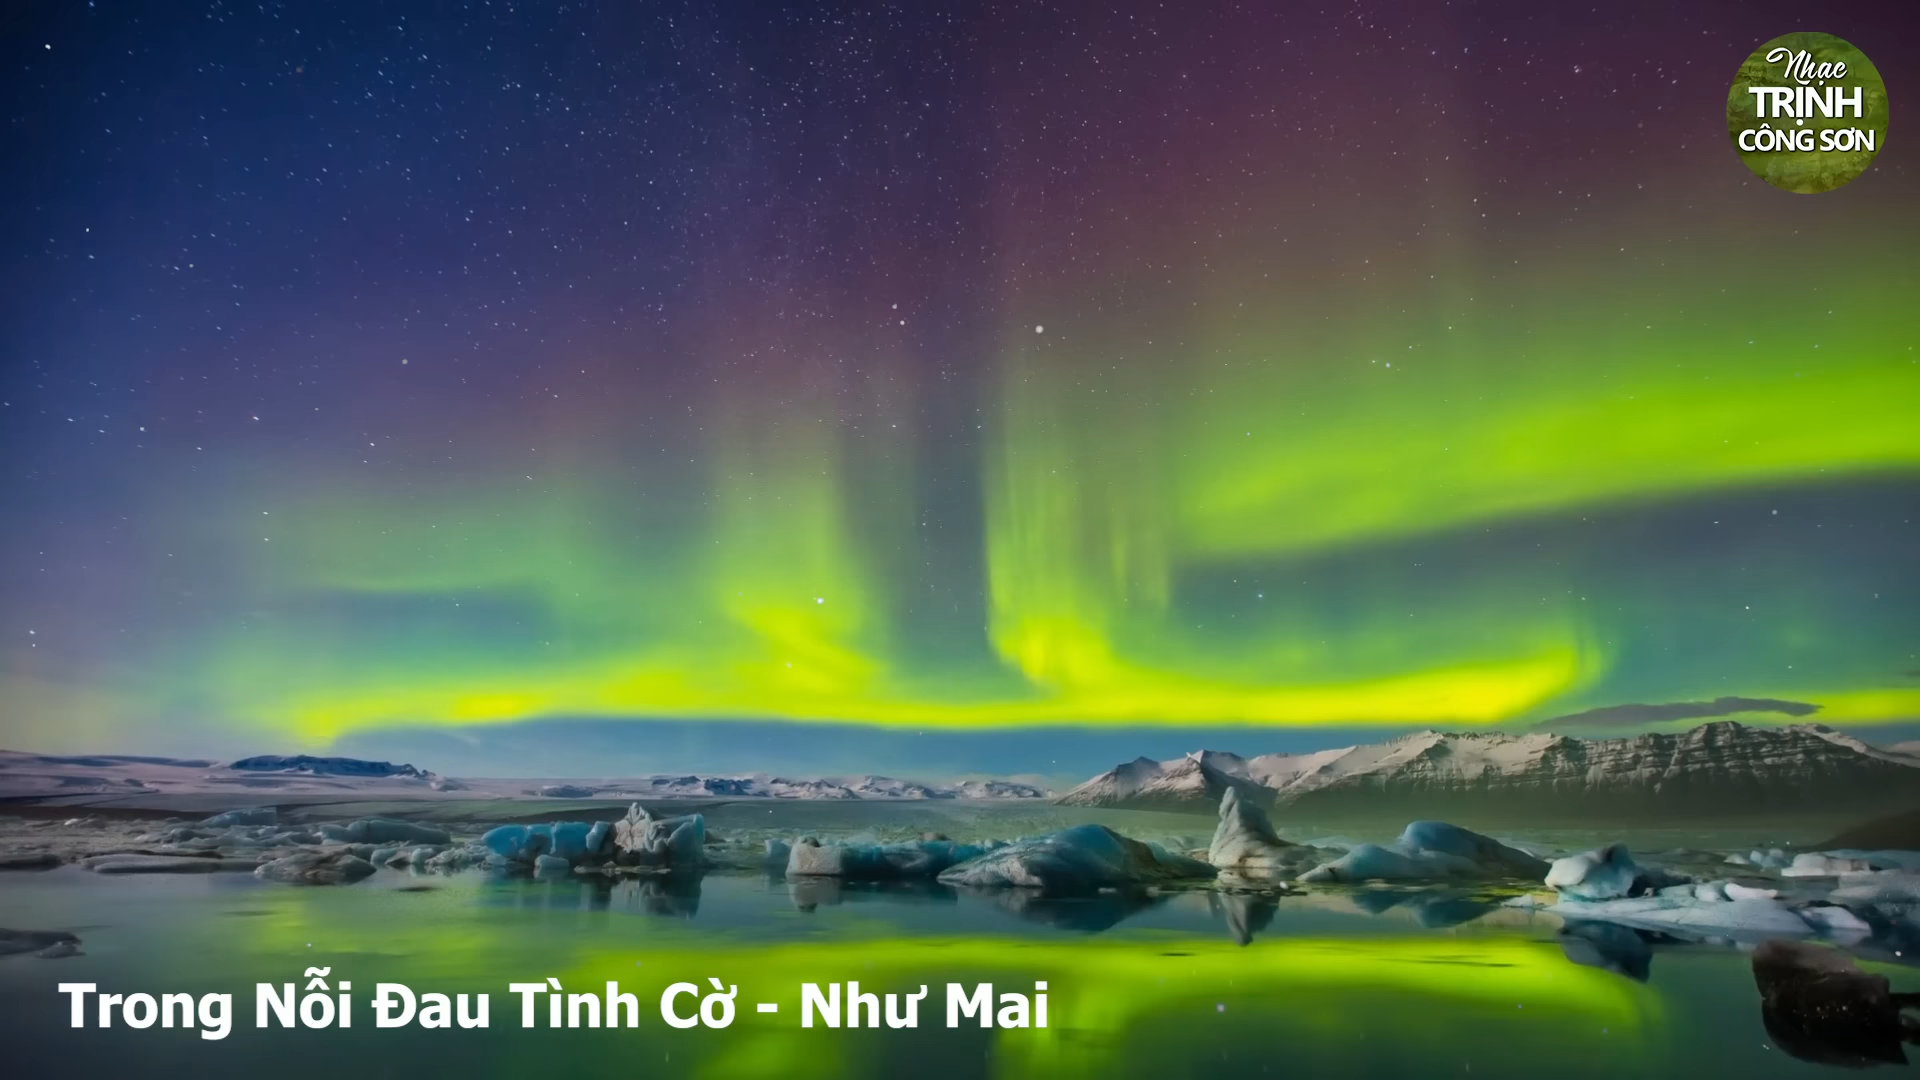 Nhạc
TRỊNH
CÔNG SƠN
Trong Nỗi Đau Tình Cờ - Như Mai